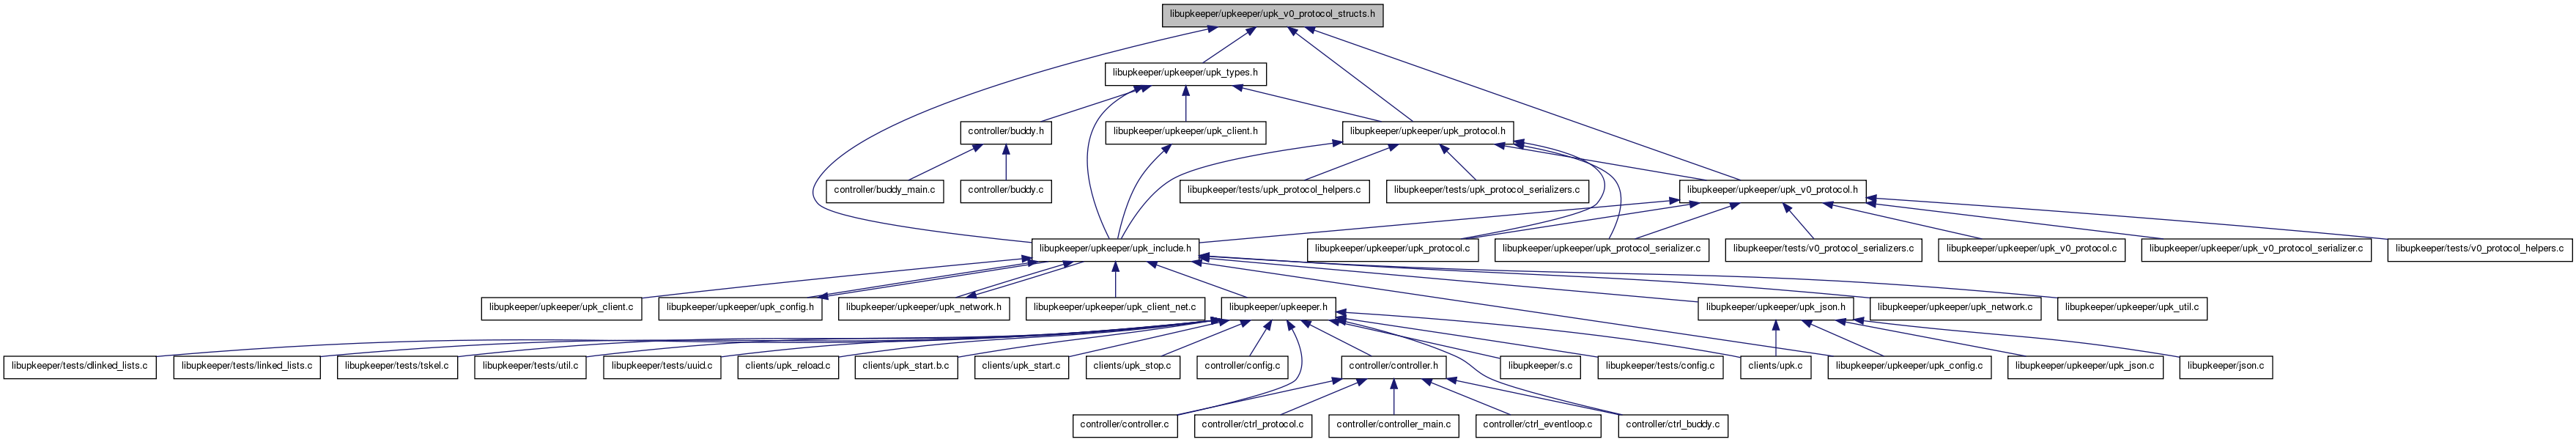 libupkeeper/upkeeper/upk_v0_protocol_structs.h
libupkeeper/upkeeper/upk_types.h
controller/buddy.h
libupkeeper/upkeeper/upk_client.h
libupkeeper/upkeeper/upk_protocol.h
controller/buddy_main.c
controller/buddy.c
libupkeeper/tests/upk_protocol_helpers.c
libupkeeper/tests/upk_protocol_serializers.c
libupkeeper/upkeeper/upk_v0_protocol.h
libupkeeper/upkeeper/upk_include.h
libupkeeper/upkeeper/upk_protocol.c
libupkeeper/upkeeper/upk_protocol_serializer.c
libupkeeper/tests/v0_protocol_serializers.c
libupkeeper/upkeeper/upk_v0_protocol.c
libupkeeper/upkeeper/upk_v0_protocol_serializer.c
libupkeeper/tests/v0_protocol_helpers.c
libupkeeper/upkeeper/upk_client.c
libupkeeper/upkeeper/upk_config.h
libupkeeper/upkeeper/upk_network.h
libupkeeper/upkeeper/upk_client_net.c
libupkeeper/upkeeper.h
libupkeeper/upkeeper/upk_json.h
libupkeeper/upkeeper/upk_network.c
libupkeeper/upkeeper/upk_util.c
libupkeeper/tests/dlinked_lists.c
libupkeeper/tests/linked_lists.c
libupkeeper/tests/tskel.c
libupkeeper/tests/util.c
libupkeeper/tests/uuid.c
clients/upk_reload.c
clients/upk_start.b.c
clients/upk_start.c
clients/upk_stop.c
controller/config.c
controller/controller.h
libupkeeper/s.c
libupkeeper/tests/config.c
clients/upk.c
libupkeeper/upkeeper/upk_config.c
libupkeeper/upkeeper/upk_json.c
libupkeeper/json.c
controller/controller.c
controller/ctrl_protocol.c
controller/controller_main.c
controller/ctrl_eventloop.c
controller/ctrl_buddy.c